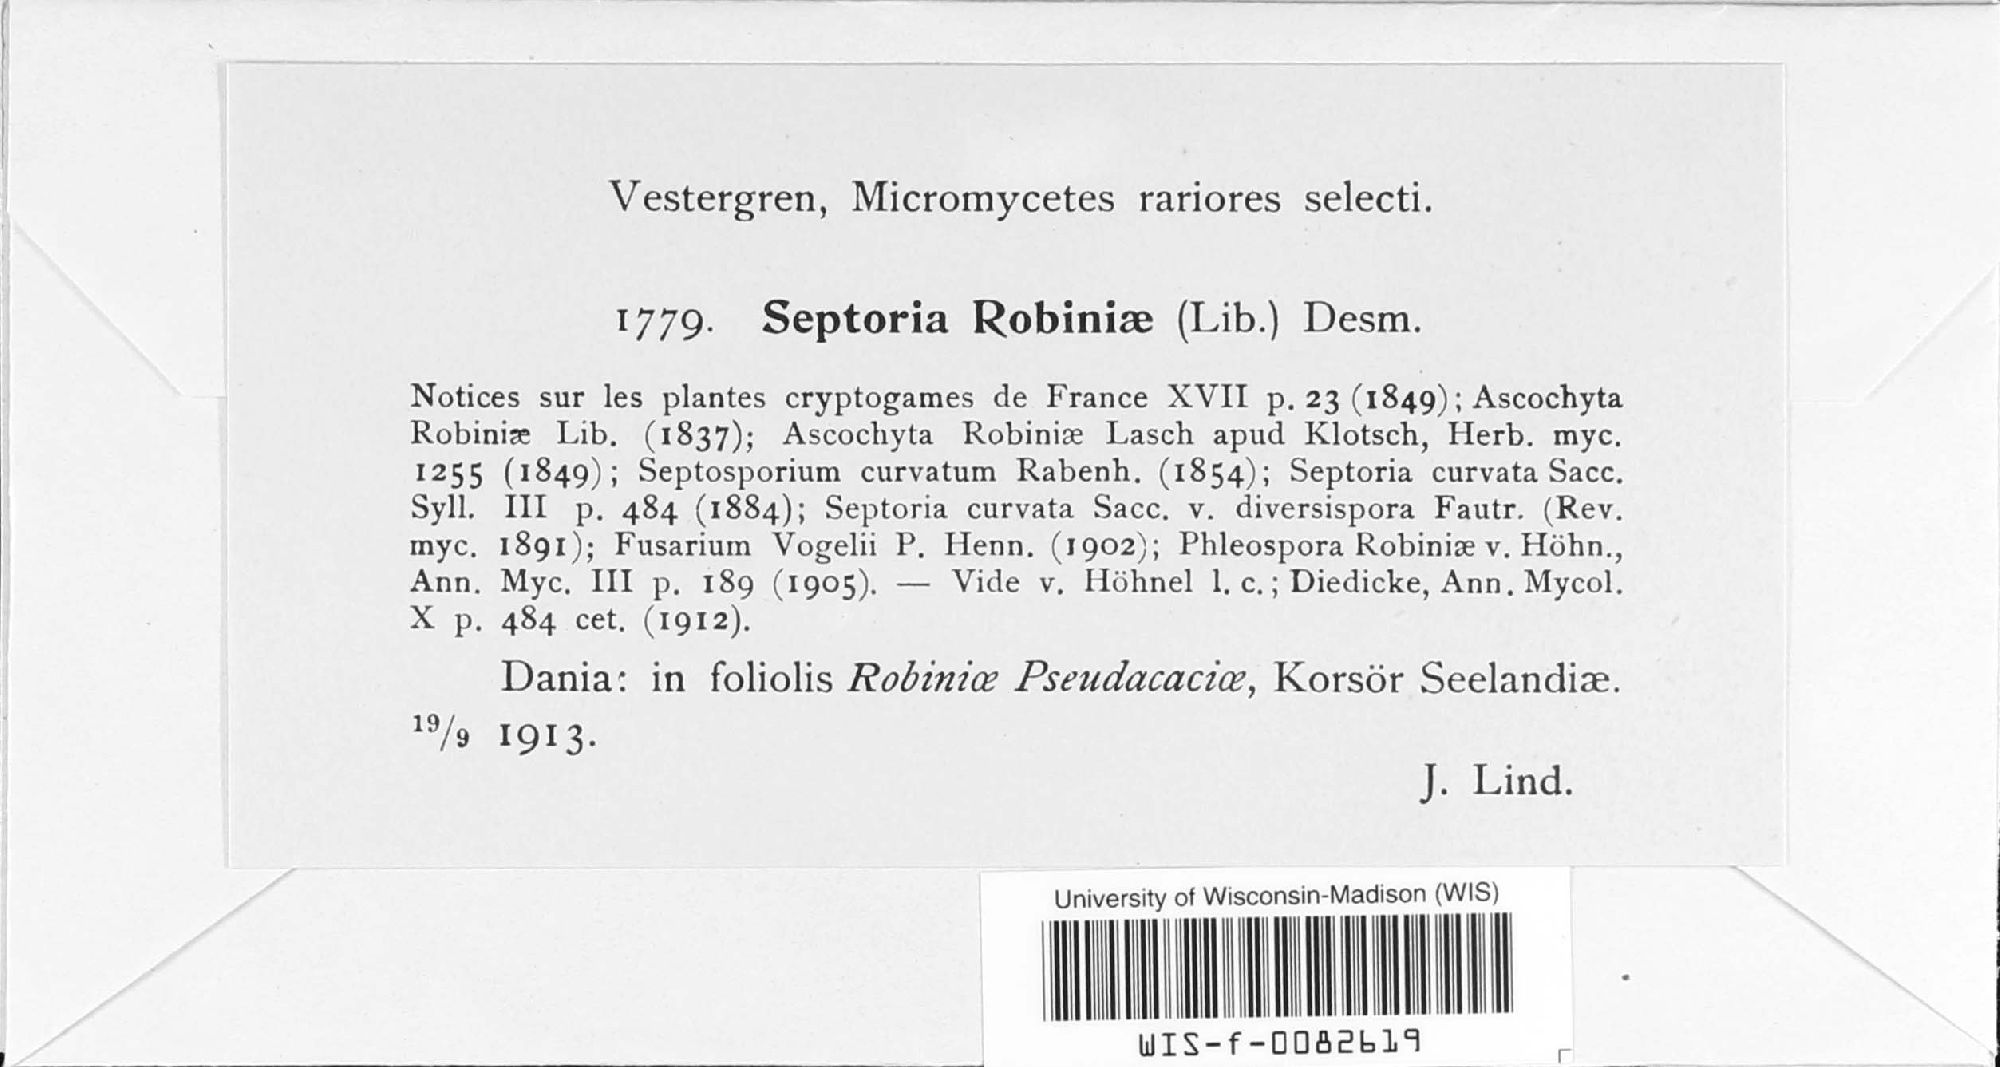 Vestergren, Micromycetes rariores selecti.
1779. Septoria Robiniæ (Lib.) Desm.
Notices sur les plantes cryptogames de France XVII p. 23 (1849); Ascochyta
Robiniæ Lib. (1837); Ascochyta Robiniæ Lasch apud Klotsch, Herb. myc.
1255 (1849); Septosporium curvatum Rabenh. (1854); Septoria curvata Sacc.
Syll. III p. 484 (1884); Septoria curvata Sacc. v. diversispora Fautr. (Rev.
myc. 1891); Fusarium Vogelii P. Henn. (1902); Phleospora Robiniæ v. Höhn.,
Ann. Myc. III p. 189 (1905). — Vide v. Höhnel l. c.; Diedicke, Ann. Mycol.
X p. 484 cet. (1912).
Dania: in foliolis Robiniæ Pseudacaciæ, Korsör Seelandiæ.
19/9 1913.
J. Lind.
University of Wisconsin-Madison (WIS)
WIS-f-0082619